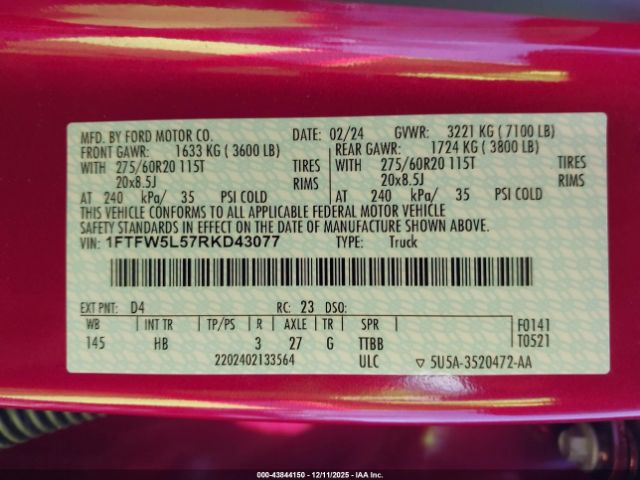 MFD. BY FORD MOTOR CO. DATE: 02/24 GVWR: 3221 KG ( 7100 LB)
FRONT GAWR: 1633 KG ( 3600 LB) REAR GAWR: 1724 KG ( 3800 LB)
WITH 275/60R20 115T TIRES WITH 275/60R20 115T TIRES
20x8.5J RIMS 20x8.5J RIMS
AT 240 kPa/ 35 PSI COLD AT 240 kPa/ 35 PSI COLD
THIS VEHICLE CONFORMS TO ALL APPLICABLE FEDERAL MOTOR VEHICLE
SAFETY STANDARDS IN EFFECT ON THE DATE OF MANUFACTURE SHOWN ABOVE.
VIN: 1FTFW5L57RKD43077 TYPE: Truck
EXT PNT: D4 RC: 23 DSO:
WB INT TR TP/PS R AXLE TR SPR F0141
145 HB 3 27 G TTBB T0521
2202402133564 ULC 5U5A-3520472-AA
000-43844150 - 12/11/2025 - IAA Inc.